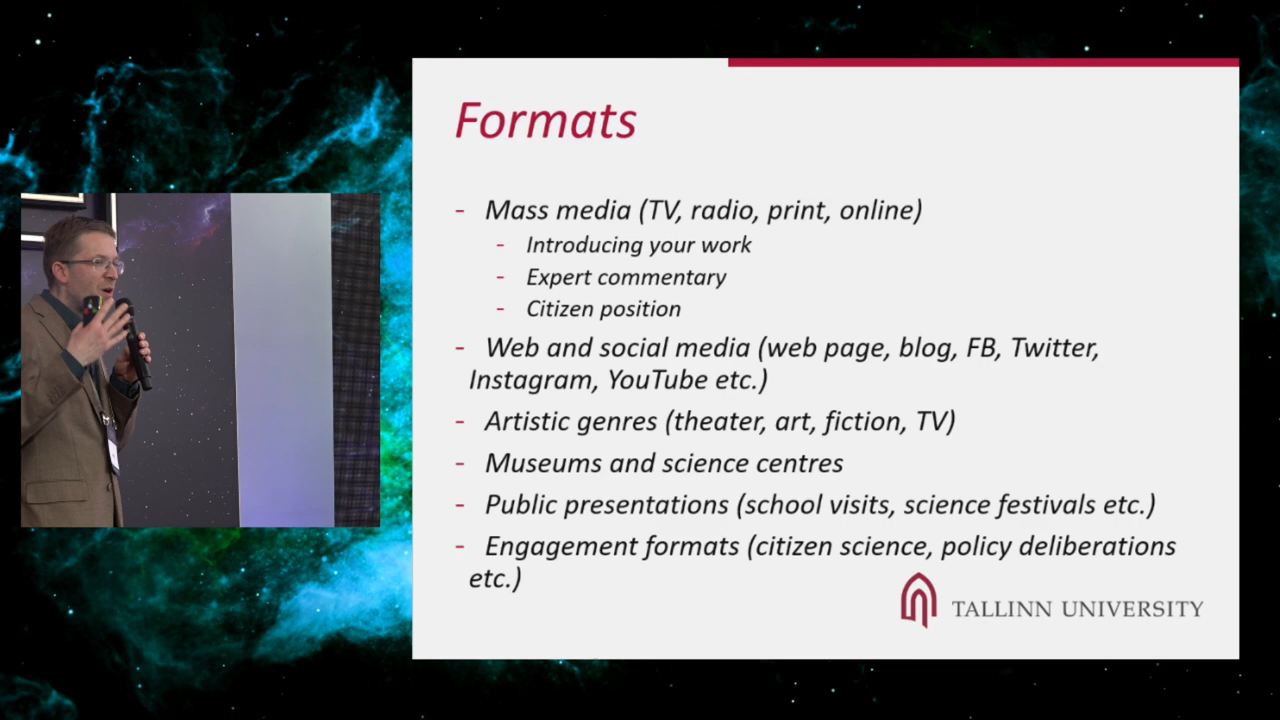 Formats
- Mass media (TV, radio, print, online)
- Introducing your work
- Expert commentary
- Citizen position
- Web and social media (web page, blog, FB, Twitter,
Instagram, YouTube etc.)
- Artistic genres (theater, art, fiction, TV)
- Museums and science centres
- Public presentations (school visits, science festivals etc.)
- Engagement formats (citizen science, policy deliberations
etc.)
TALLINN UNIVERSITY